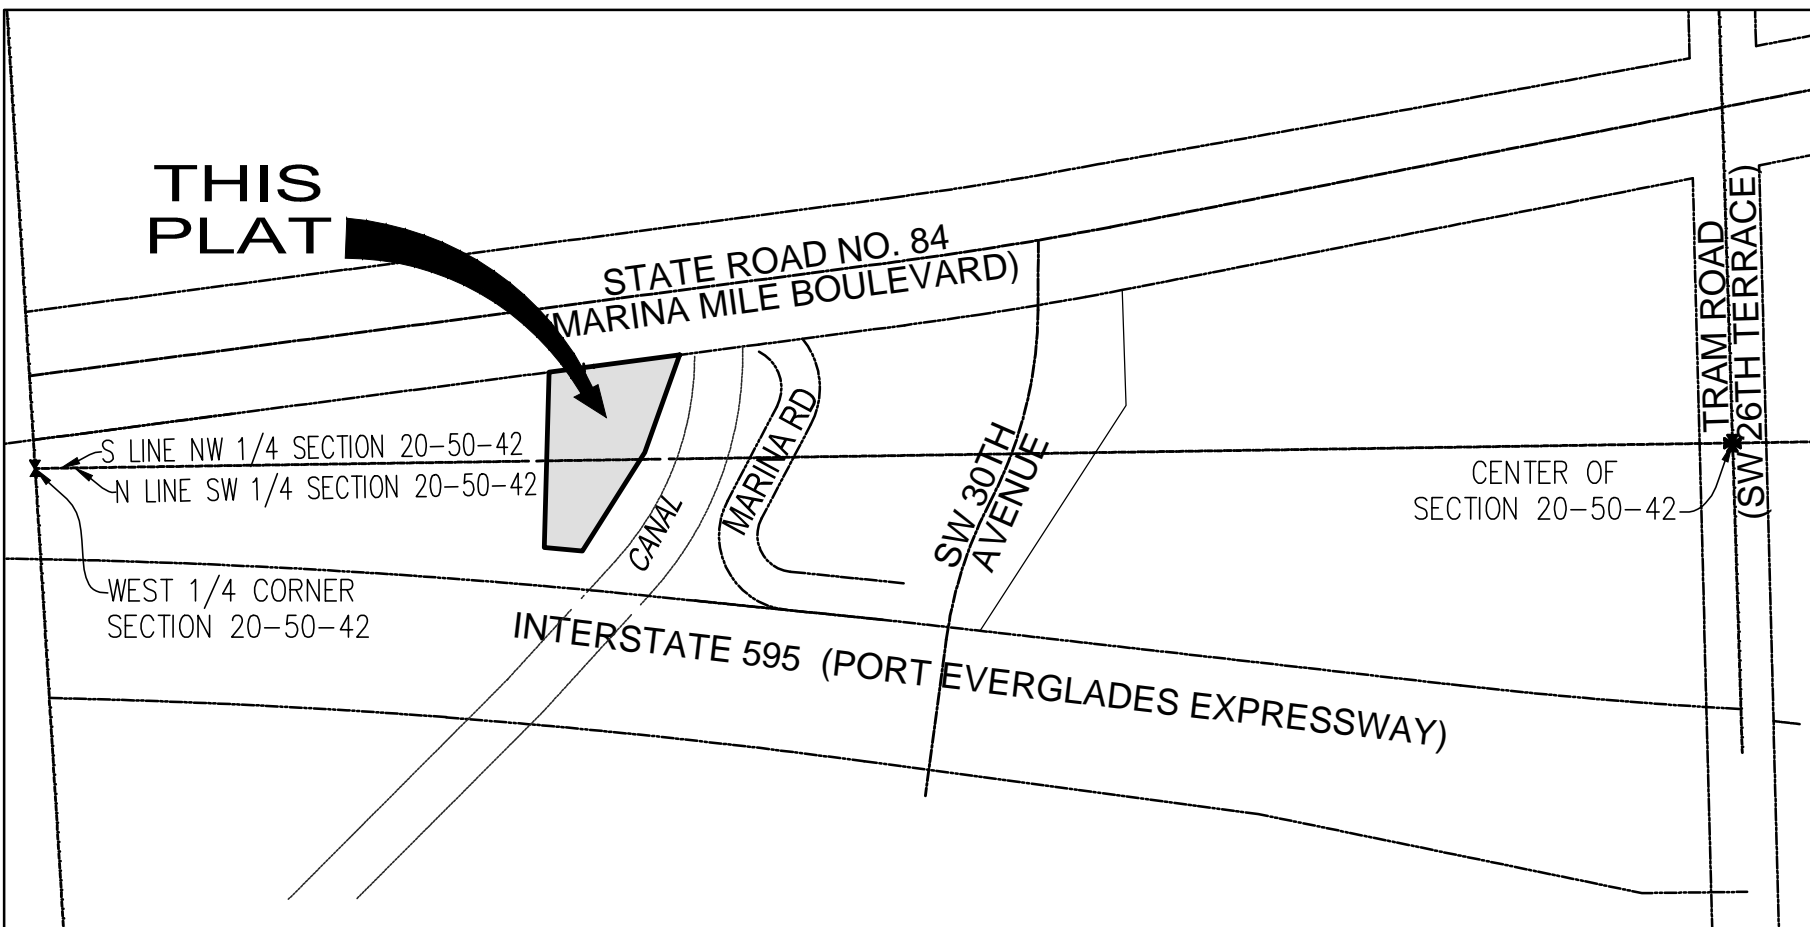 THIS
PLAT
STATE ROAD NO. 84
(MARINA MILE BOULEVARD)
TRAM ROAD
(SW 26TH TERRACE)
S LINE NW 1/4 SECTION 20-50-42
N LINE SW 1/4 SECTION 20-50-42
MARINA RD
CANAL
SW 30TH
AVENUE
CENTER OF
SECTION 20-50-42
WEST 1/4 CORNER
SECTION 20-50-42
INTERSTATE 595 (PORT EVERGLADES EXPRESSWAY)